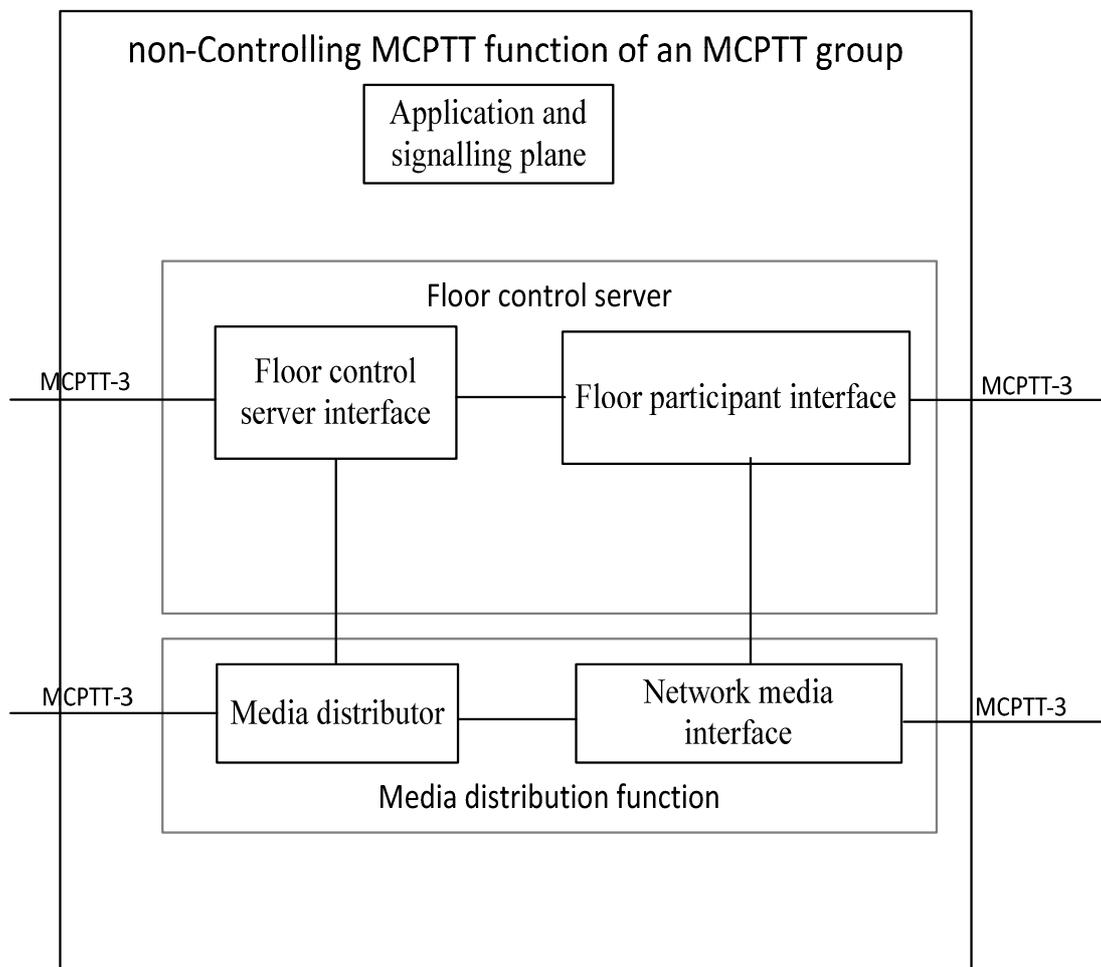 non-Controlling MCPTT function of an MCPTT group
Application and
signalling plane
Floor control server
Floor control
server interface
Floor participant interface
MCPTT-3
MCPTT-3
Media distributor
Network media
interface
MCPTT-3
MCPTT-3
Media distribution function